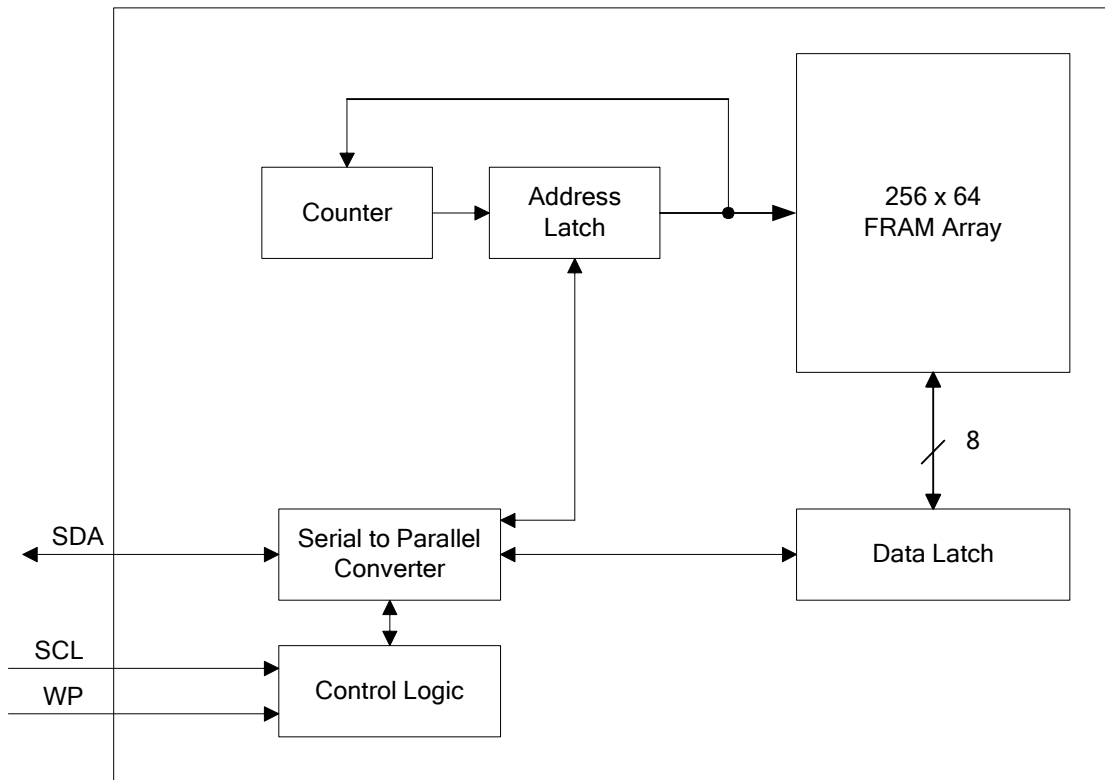 256 x 64
FRAM Array
Counter
Address
Latch
8
SDA
Serial to Parallel
Converter
Data Latch
SCL
WP
Control Logic